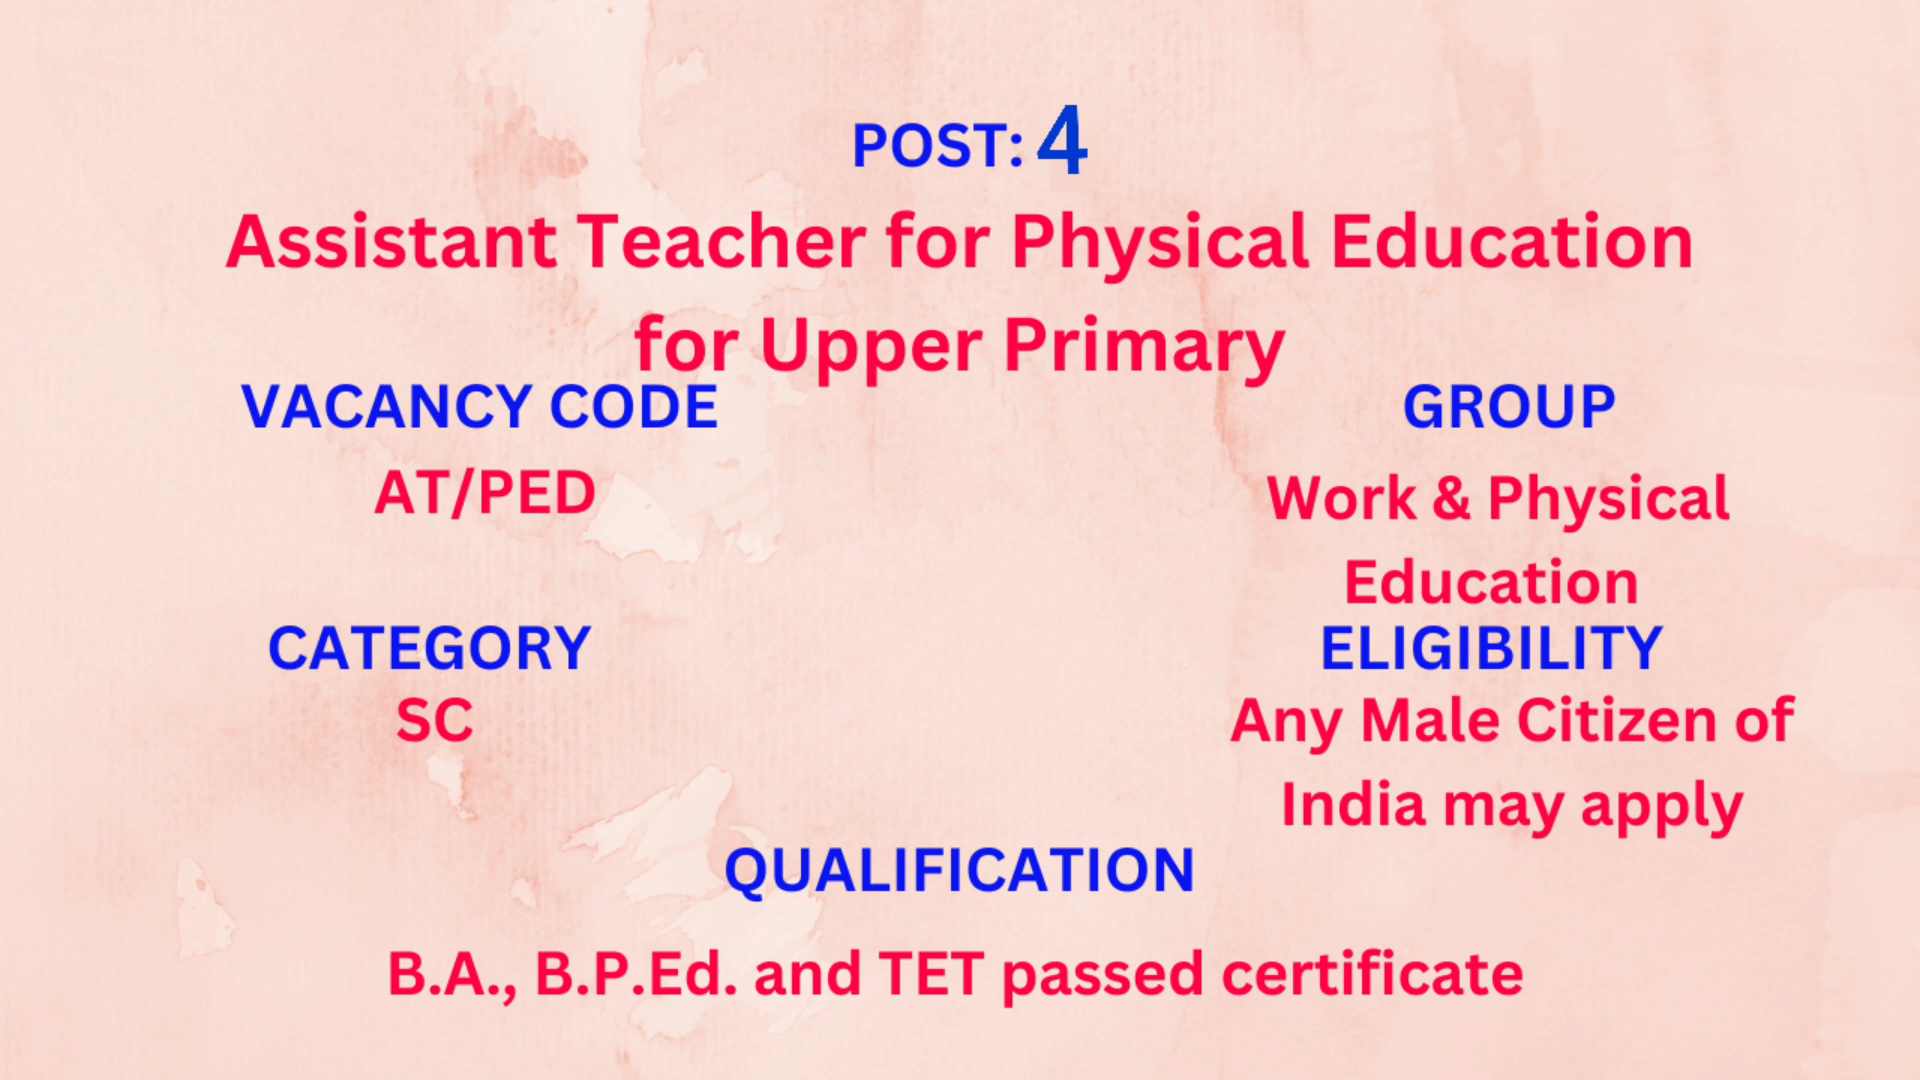 POST: 4
Assistant Teacher for Physical Education
for Upper Primary
VACANCY CODE
AT/PED
GROUP
Work & Physical
Education
CATEGORY
SC
ELIGIBILITY
Any Male Citizen of
India may apply
QUALIFICATION
B.A., B.P.Ed. and TET passed certificate